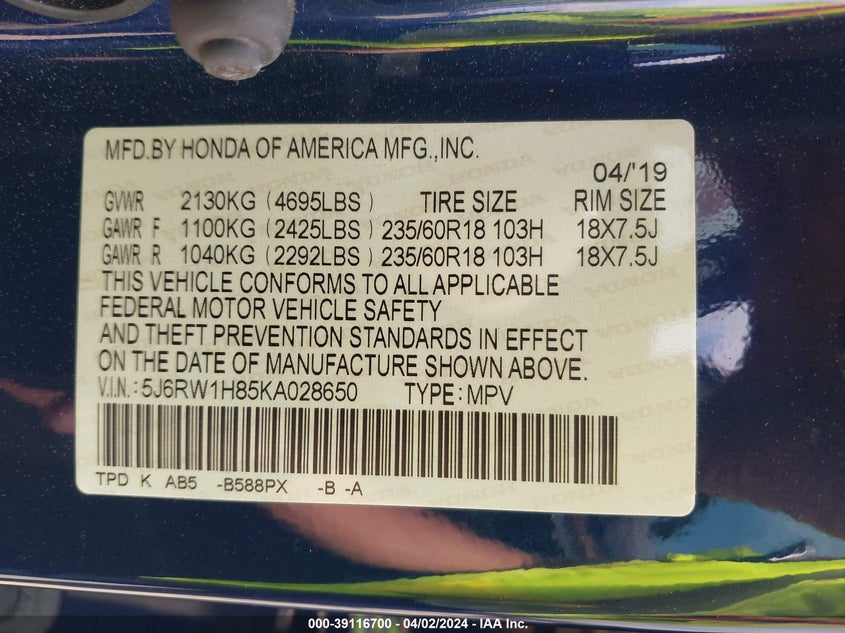 MFD.BY HONDA OF AMERICA MFG.,INC.
04/'19
GVWR 2130KG (4695LBS) TIRE SIZE RIM SIZE
GAWR F 1100KG (2425LBS) 235/60R18 103H 18X7.5J
GAWR R 1040KG (2292LBS) 235/60R18 103H 18X7.5J
THIS VEHICLE CONFORMS TO ALL APPLICABLE
FEDERAL MOTOR VEHICLE SAFETY
AND THEFT PREVENTION STANDARDS IN EFFECT
ON THE DATE OF MANUFACTURE SHOWN ABOVE.
V.I.N.:5J6RW1H85KA028650 TYPE:MPV
TPD K AB5 -B588PX -B -A
000-39116700 - 04/02/2024 - IAA Inc.